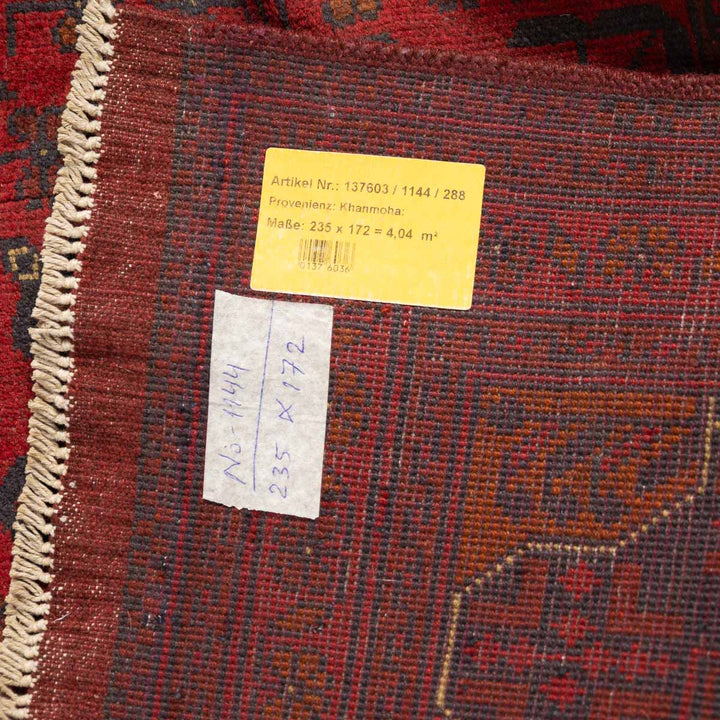 Artikel Nr.: 137603 / 1144 / 288
Provenienz: Khanmoha:
Maße: 235 x 172 = 4,04 m²
0137 6036
No-1144
235 x 172